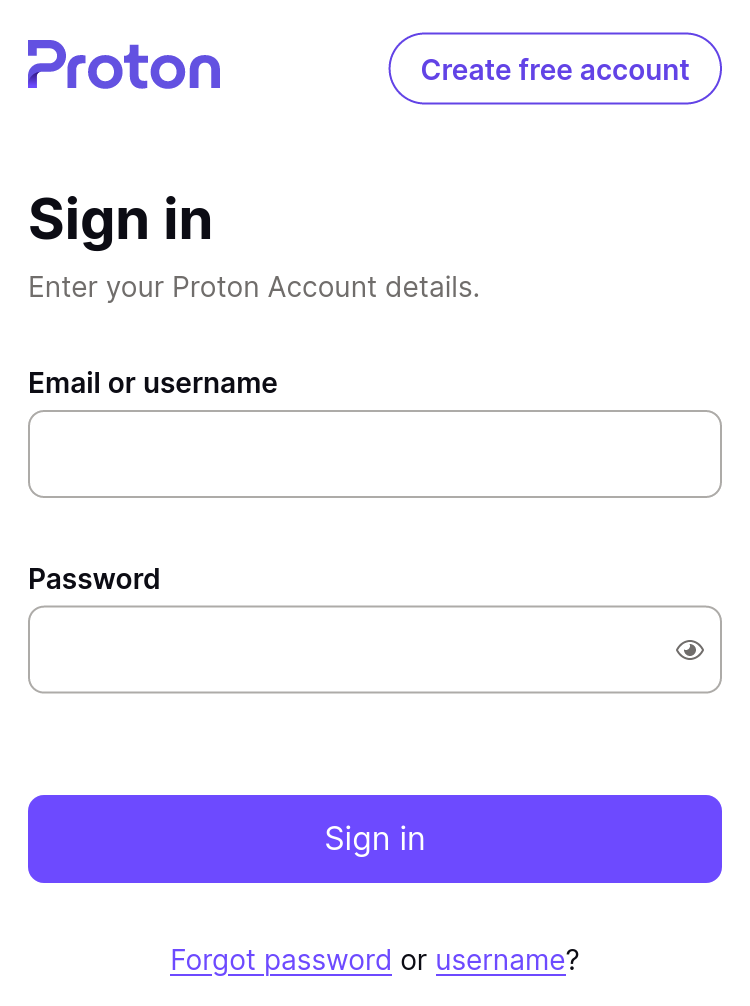 Proton
Create free account
Sign in
Enter your Proton Account details.
Email or username
Password
Sign in
Forgot password or username?